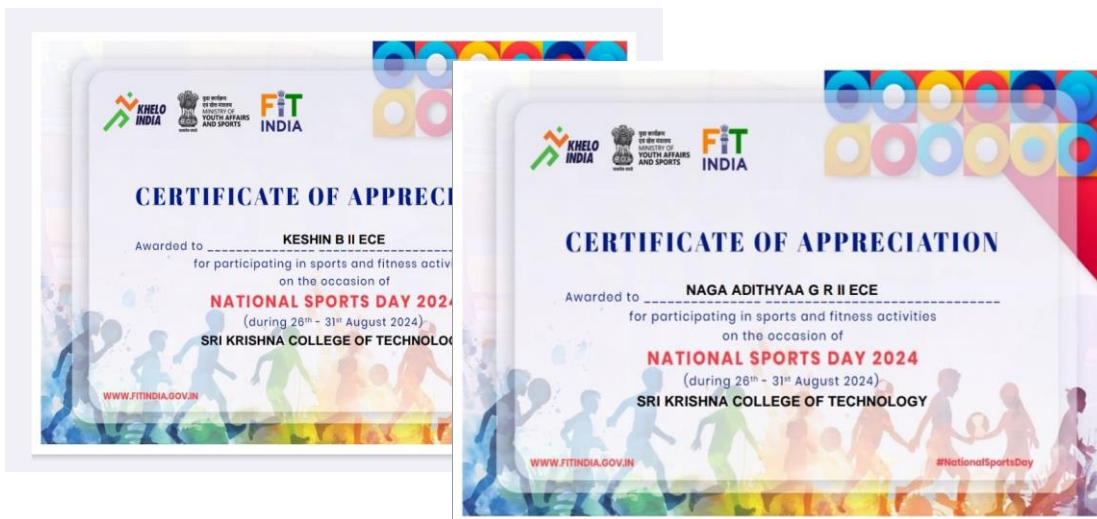 KHELO
INDIA
MINISTRY OF
YOUTH AFFAIRS
AND SPORTS
FIT
INDIA
CERTIFICATE OF APPRECI
Awarded to KESHIN B II ECE
for participating in sports and fitness activi
on the occasion of
NATIONAL SPORTS DAY 2024
(during 26th - 31st August 2024)
SRI KRISHNA COLLEGE OF TECHNOLO
WWW.FITINDIA.GOV.IN
KHELO
INDIA
MINISTRY OF
YOUTH AFFAIRS
AND SPORTS
FIT
INDIA
CERTIFICATE OF APPRECIATION
Awarded to NAGA ADITHYAA G R II ECE
for participating in sports and fitness activities
on the occasion of
NATIONAL SPORTS DAY 2024
(during 26th - 31st August 2024)
SRI KRISHNA COLLEGE OF TECHNOLOGY
WWW.FITINDIA.GOV.IN
#NationalSportsDay